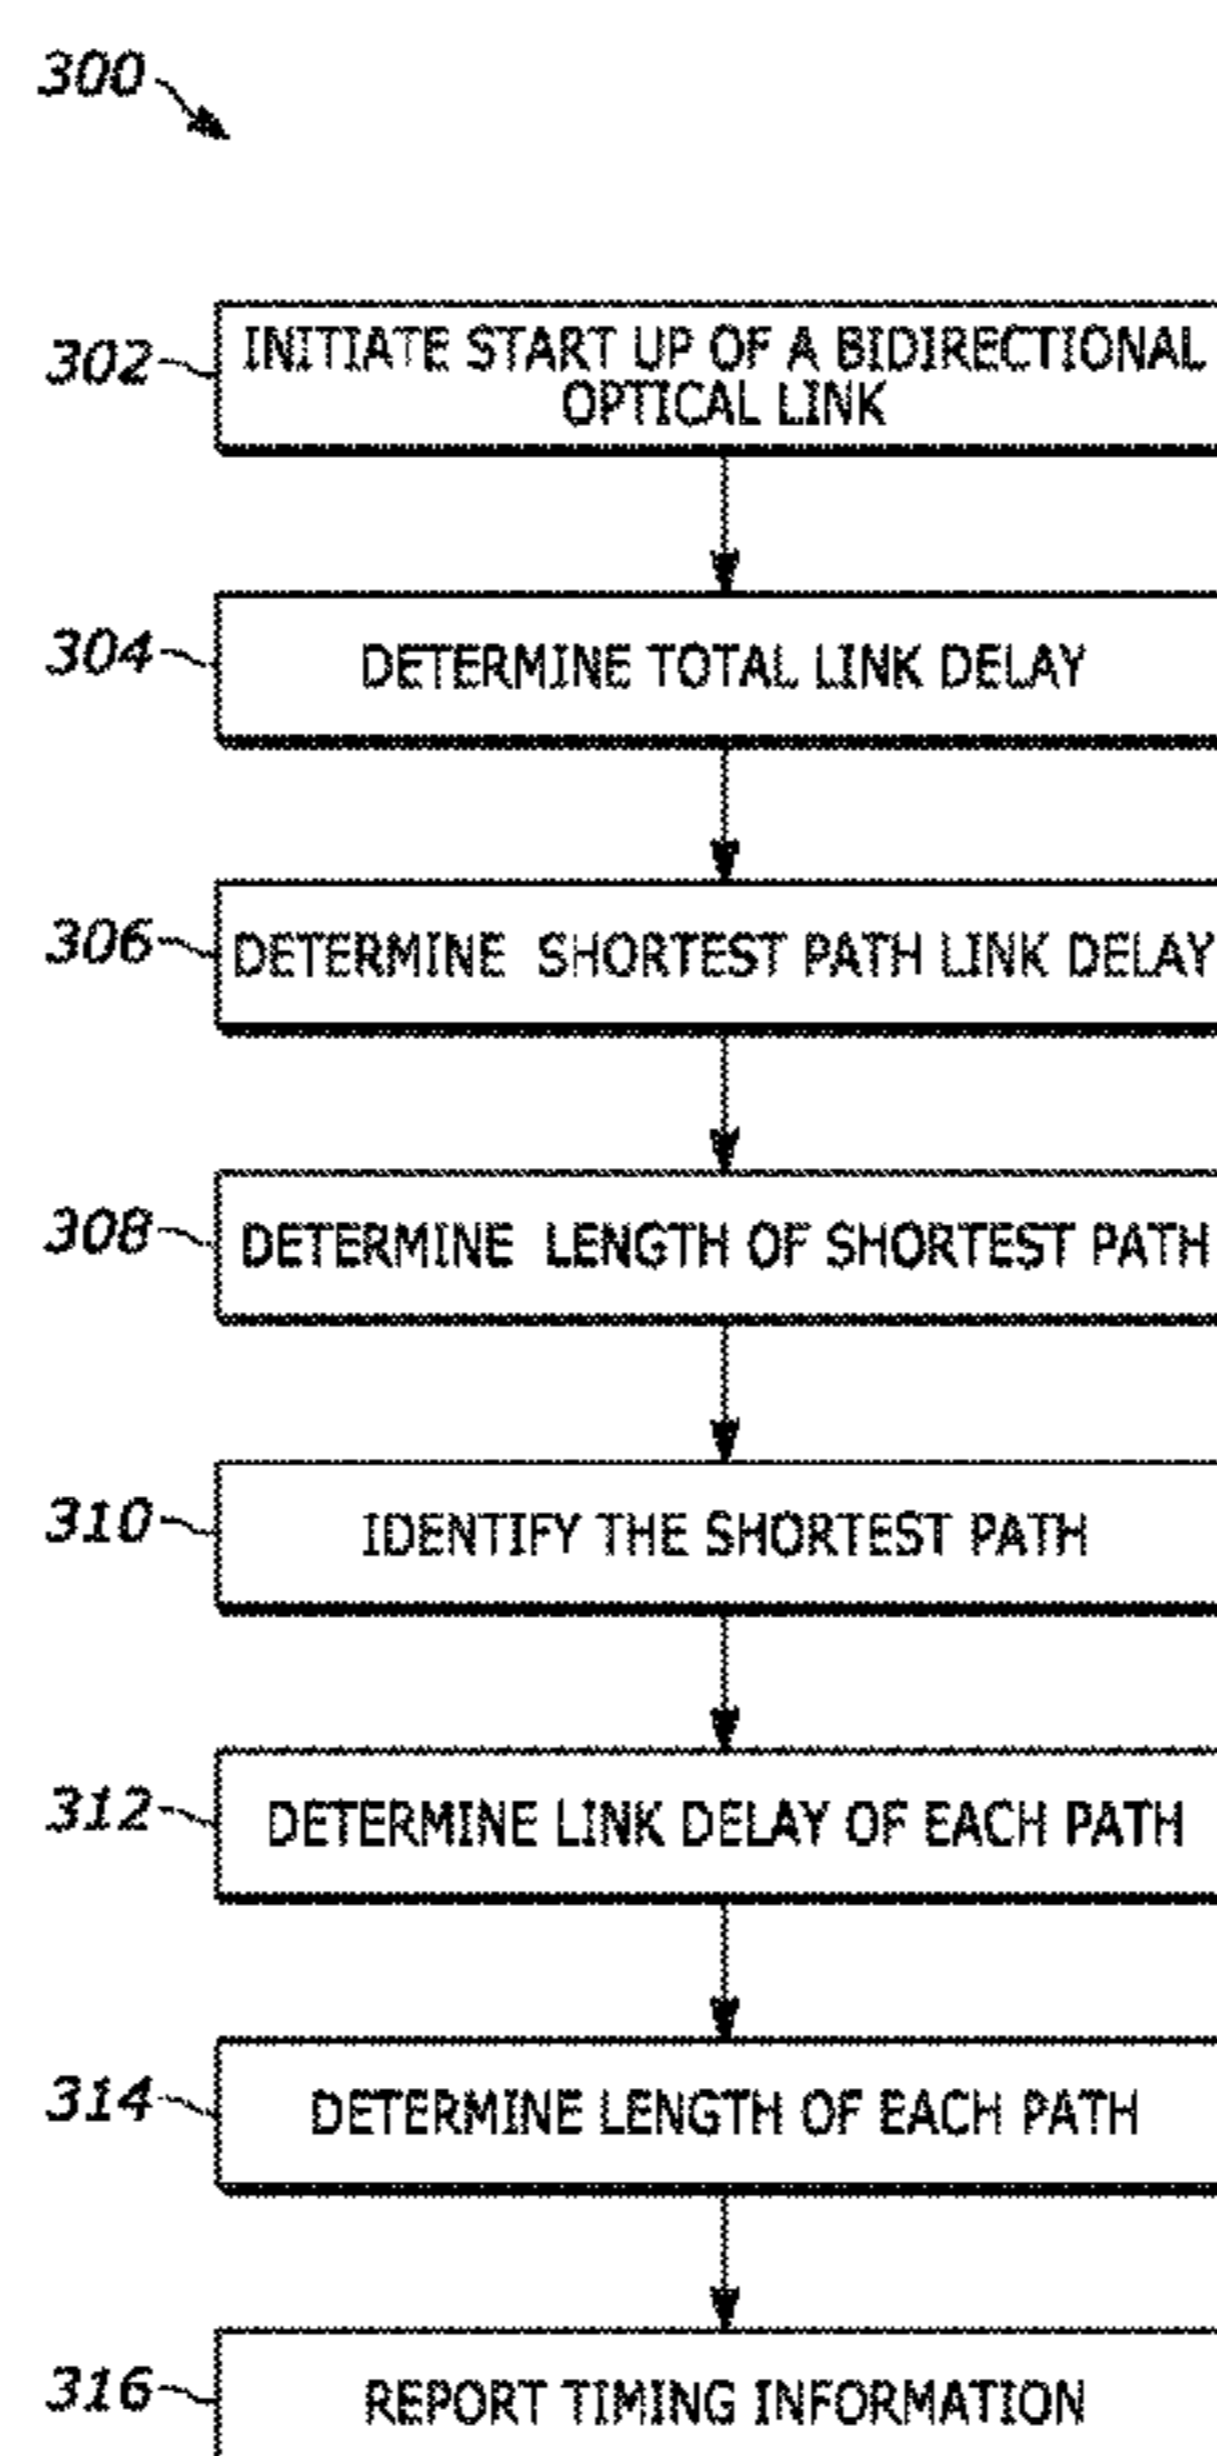 300
302
INITIATE START UP OF A BIDIRECTIONAL
OPTICAL LINK
304
DETERMINE TOTAL LINK DELAY
306
DETERMINE SHORTEST PATH LINK DELAY
308
DETERMINE LENGTH OF SHORTEST PATH
310
IDENTIFY THE SHORTEST PATH
312
DETERMINE LINK DELAY OF EACH PATH
314
DETERMINE LENGTH OF EACH PATH
316
REPORT TIMING INFORMATION